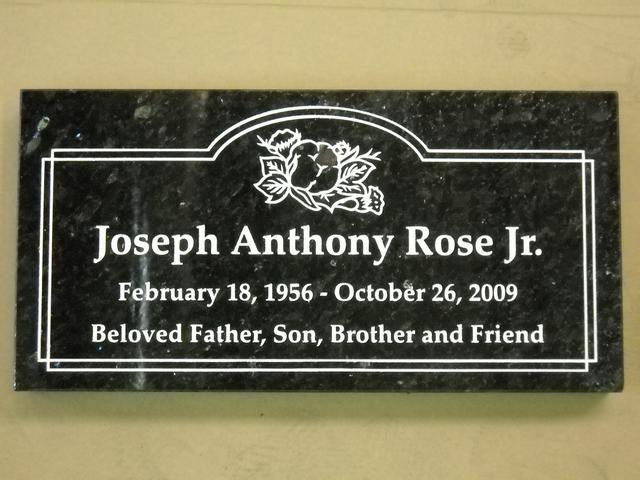 Joseph Anthony Rose Jr.
February 18, 1956 - October 26, 2009
Beloved Father, Son, Brother and Friend